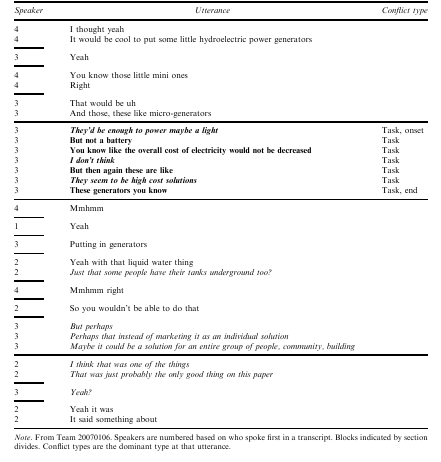 Speaker Utterance Conflict type
4 I thought yeah
4 It would be cool to put some little hydroelectric power generators
3 Yeah
4 You know those little mini ones
4 Right
3 That would be uh
3 And those, these like micro-generators
3 They'd be enough to power maybe a light Task, onset
3 But not a battery Task
3 You know like the overall cost of electricity would not be decreased Task
3 I don't think Task
3 But then again these are like Task
3 They seem to be high cost solutions Task
3 These generators you know Task, end
4 Mmhmm
1 Yeah
3 Putting in generators
2 Yeah with that liquid water thing
2 Just that some people have their tanks underground too?
4 Mmhmm right
2 So you wouldn't be able to do that
3 But perhaps
3 Perhaps that instead of marketing it as an individual solution
3 Maybe it could be a solution for an entire group of people, community, building
2 I think that was one of the things
2 That was just probably the only good thing on this paper
3 Yeah?
2 Yeah it was
2 It said something about
Note. From Team 20070106. Speakers are numbered based on who spoke first in a transcript. Blocks indicated by section
divides. Conflict types are the dominant type at that utterance.